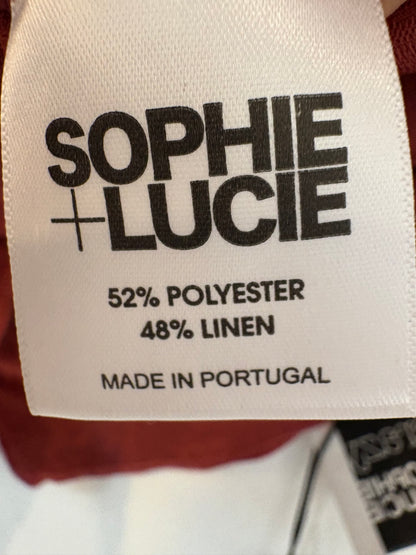 SOPHIE
+LUCIE
52% POLYESTER
48% LINEN
MADE IN PORTUGAL